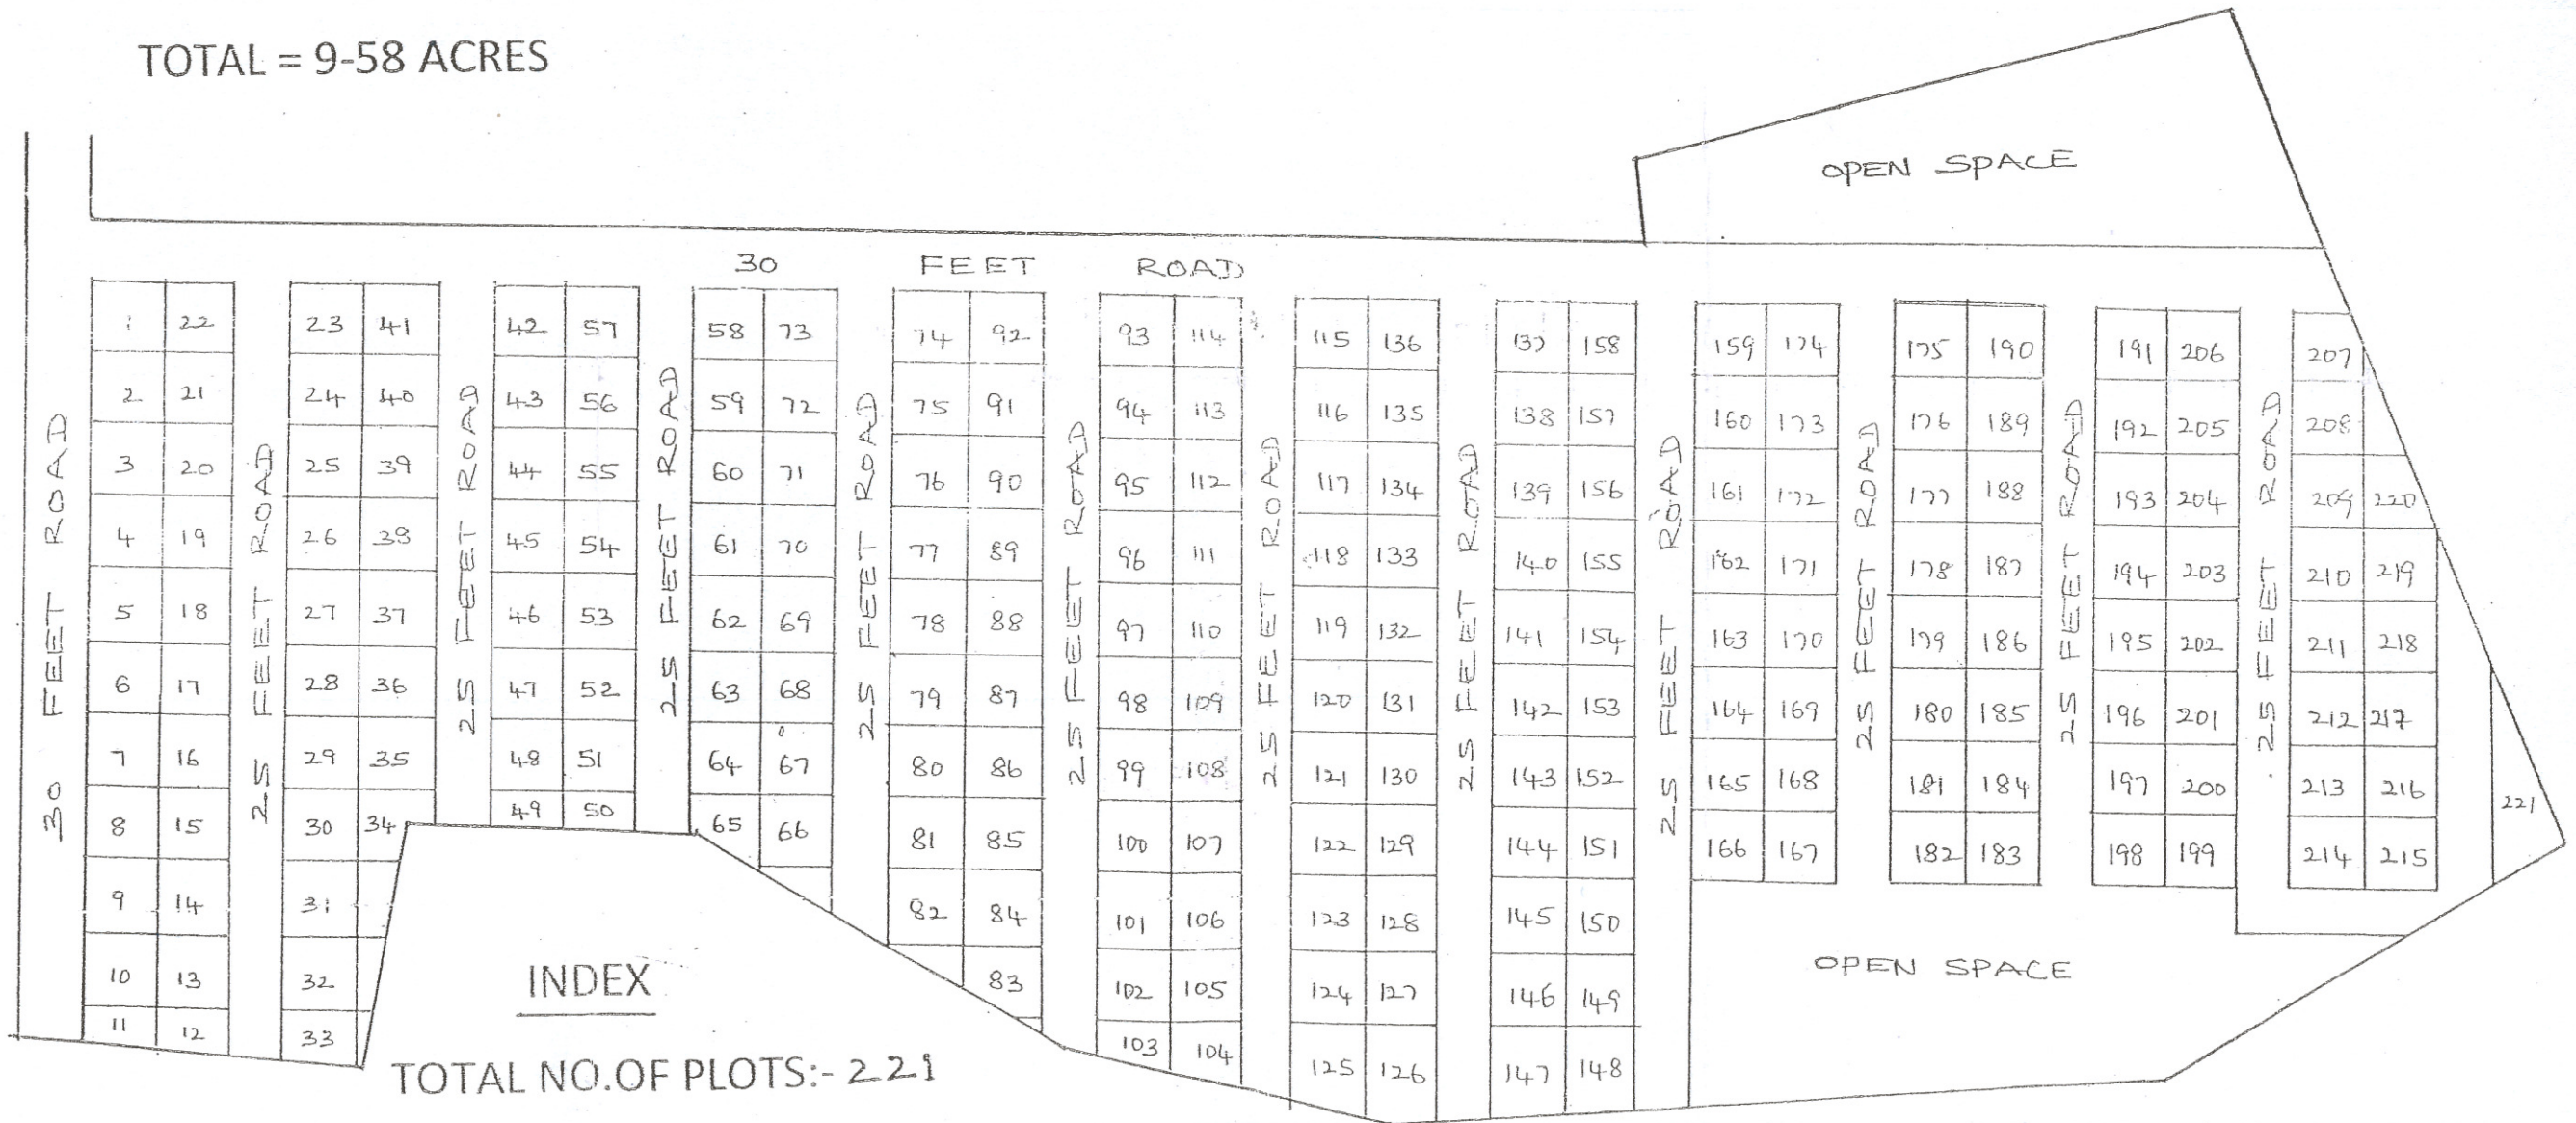 TOTAL = 9-58 ACRES
OPEN SPACE
30 FEET ROAD
1 22 23 41 42 57 58 73 74 92 93 114 115 136 137 158 159 174 175 190 191 206 207
2 21 24 40 43 56 59 72 75 91 94 113 116 135 138 157 160 173 176 189 192 205 208
3 20 25 39 44 55 60 71 76 90 95 112 117 134 139 156 161 172 177 188 193 204 209 220
4 19 26 38 45 54 61 70 77 89 96 111 118 133 140 155 162 171 178 187 194 203 210 219
5 18 27 37 46 53 62 69 78 88 97 110 119 132 141 154 163 170 179 186 195 202 211 218
6 17 28 36 47 52 63 68 79 87 98 109 120 131 142 153 164 169 180 185 196 201 212 217
7 16 29 35 48 51 64 67 80 86 99 108 121 130 143 152 165 168 181 184 197 200 213 216 221
8 15 30 34 49 50 65 66 81 85 100 107 122 129 144 151 166 167 182 183 198 199 214 215
9 14 31 82 84 101 106 123 128 145 150
10 13 32 83 102 105 124 127 146 149
11 12 33 103 104 125 126 147 148
30 FEET ROAD
25 FEET ROAD
25 FEET ROAD
25 FEET ROAD
25 FEET ROAD
25 FEET ROAD
25 FEET ROAD
25 FEET ROAD
25 FEET ROAD
25 FEET ROAD
25 FEET ROAD
25 FEET ROAD
OPEN SPACE
INDEX
TOTAL NO.OF PLOTS:- 221